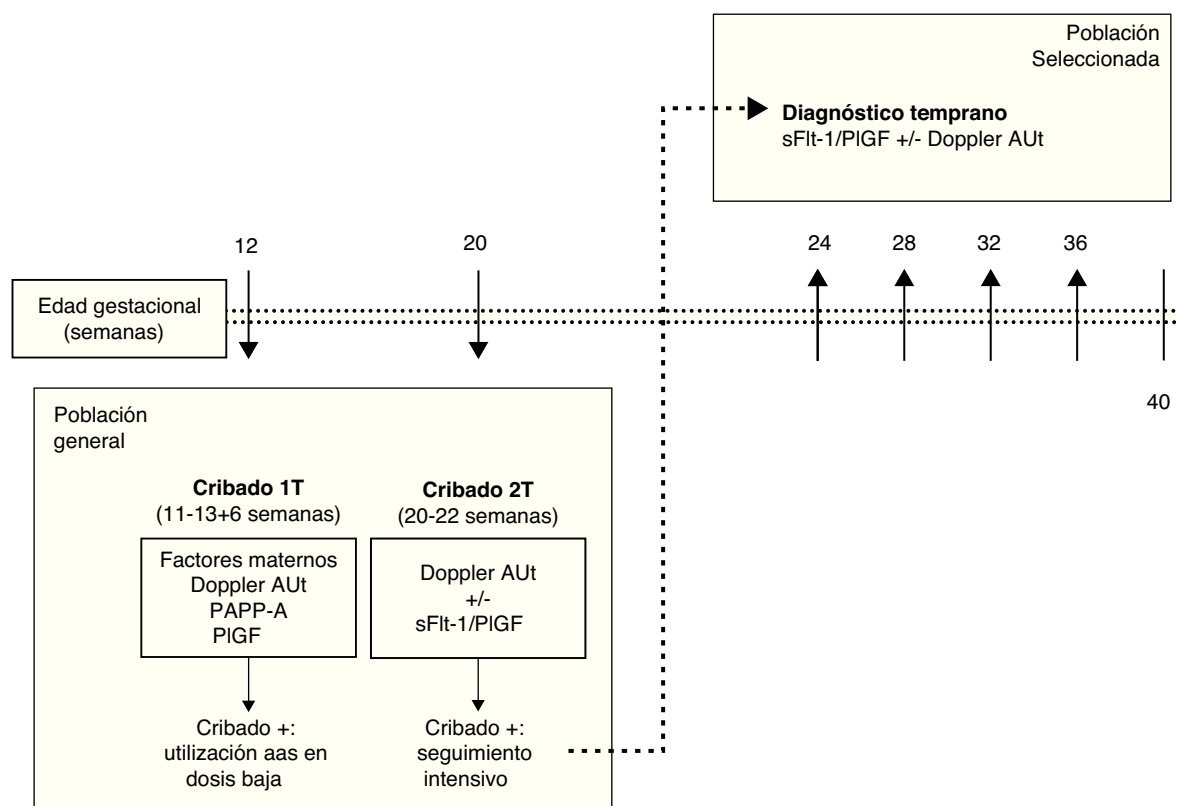 Población
Seleccionada
Diagnóstico temprano
sFlt-1/PlGF +/- Doppler AUt
12
20
24
28
32
36
Edad gestacional
(semanas)
40
Población
general
Cribado 1T
(11-13+6 semanas)
Factores maternos
Doppler AUt
PAPP-A
PlGF
Cribado +:
utilización aas en
dosis baja
Cribado 2T
(20-22 semanas)
Doppler AUt
+/-
sFlt-1/PlGF
Cribado +:
seguimiento
intensivo